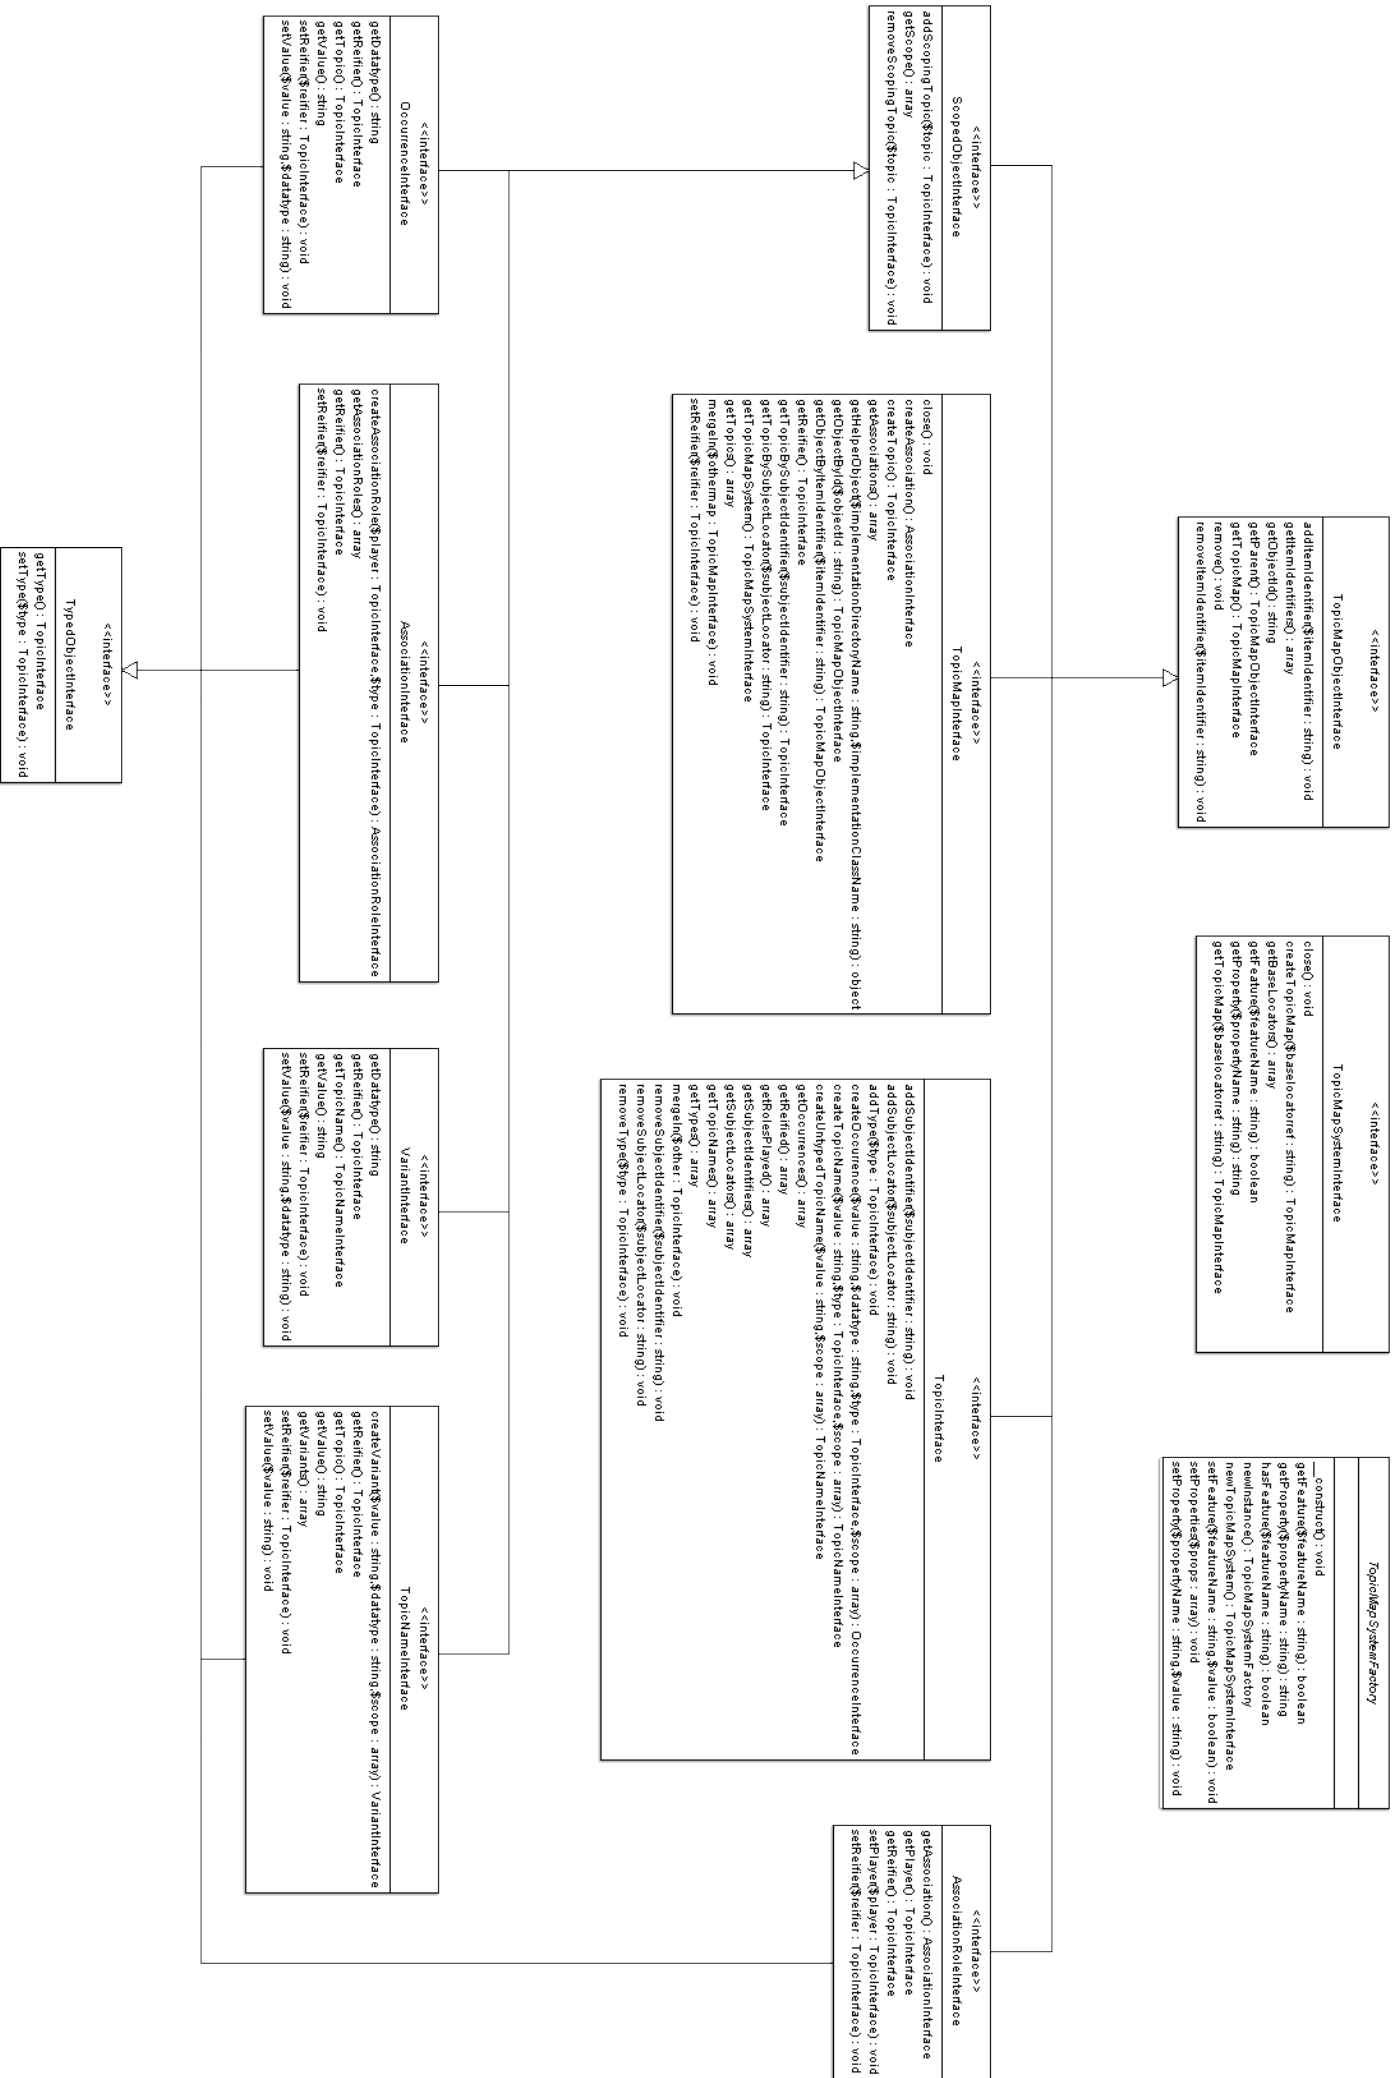 <<interface>>
TopicMapObjectInterface
addItemIdentifier($itemIdentifier : string) : void
getItemIdentifiers() : array
getObjectId() : string
getParent() : TopicMapObjectInterface
getTopicMap() : TopicMapInterface
remove() : void
removeItemIdentifier($itemIdentifier : string) : void
<<interface>>
TopicMapSystemInterface
close() : void
createTopicMap($baselocatorref : string) : TopicMapInterface
getBaseLocators() : array
getFeature($featureName : string) : boolean
getProperty($propertyName : string) : string
getTopicMap($baselocatorref : string) : TopicMapInterface
TopicMapSystemFactory
__construct() : void
getFeature($featureName : string) : boolean
getProperty($propertyName : string) : string
hasFeature($featureName : string) : boolean
newInstance() : TopicMapSystemFactory
newTopicMapSystem() : TopicMapSystemInterface
setFeature($featureName : string,$value : boolean) : void
setProperties($props : array) : void
setProperty($propertyName : string,$value : string) : void
<<interface>>
ScopedObjectInterface
addScopingTopic($topic : TopicInterface) : void
getScope() : array
removeScopingTopic($topic : TopicInterface) : void
<<interface>>
TopicMapInterface
close() : void
createAssociation() : AssociationInterface
createTopic() : TopicInterface
getAssociations() : array
getHelperObject($implementationDirectoryName : string,$implementationClassName : string) : object
getObjectById($objectId : string) : TopicMapObjectInterface
getObjectByItemIdentifier($itemIdentifier : string) : TopicMapObjectInterface
getReifier() : TopicInterface
getTopicBySubjectIdentifier($subjectIdentifier : string) : TopicInterface
getTopicBySubjectLocator($subjectLocator : string) : TopicInterface
getTopicMapSystem() : TopicMapSystemInterface
getTopics() : array
mergeIn($othermap : TopicMapInterface) : void
setReifier($reifier : TopicInterface) : void
<<interface>>
TopicInterface
addSubjectIdentifier($subjectIdentifier : string) : void
addSubjectLocator($subjectLocator : string) : void
addType($type : TopicInterface) : void
createOccurrence($value : string,$datatype : string,$type : TopicInterface,$scope : array) : OccurrenceInterface
createTopicName($value : string,$type : TopicInterface,$scope : array) : TopicNameInterface
createUntypedTopicName($value : string,$scope : array) : TopicNameInterface
getOccurrences() : array
getReified() : array
getRolesPlayed() : array
getSubjectIdentifiers() : array
getSubjectLocators() : array
getTopicNames() : array
getTypes() : array
mergeIn($other : TopicInterface) : void
removeSubjectIdentifier($subjectIdentifier : string) : void
removeSubjectLocator($subjectLocator : string) : void
removeType($type : TopicInterface) : void
<<interface>>
AssociationRoleInterface
getAssociation() : AssociationInterface
getPlayer() : TopicInterface
getReifier() : TopicInterface
setPlayer($player : TopicInterface) : void
setReifier($reifier : TopicInterface) : void
<<interface>>
OccurrenceInterface
getDatatype() : string
getReifier() : TopicInterface
getTopic() : TopicInterface
getValue() : string
setReifier($reifier : TopicInterface) : void
setValue($value : string,$datatype : string) : void
<<interface>>
AssociationInterface
createAssociationRole($player : TopicInterface,$type : TopicInterface) : AssociationRoleInterface
getAssociationRoles() : array
getReifier() : TopicInterface
setReifier($reifier : TopicInterface) : void
<<interface>>
VariantInterface
getDatatype() : string
getReifier() : TopicInterface
getTopicName() : TopicNameInterface
getValue() : string
setReifier($reifier : TopicInterface) : void
setValue($value : string,$datatype : string) : void
<<interface>>
TopicNameInterface
createVariant($value : string,$datatype : string,$scope : array) : VariantInterface
getReifier() : TopicInterface
getTopic() : TopicInterface
getValue() : string
getVariants() : array
setReifier($reifier : TopicInterface) : void
setValue($value : string) : void
<<interface>>
TypedObjectInterface
getType() : TopicInterface
setType($type : TopicInterface) : void